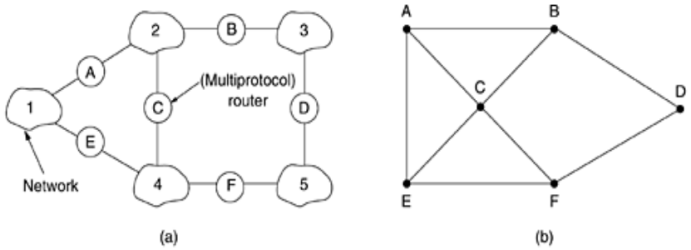 2
B
3
A
(Multiprotocol)
router
1
C
D
E
Network
4
F
5
(a)
A
B
C
D
E
F
(b)